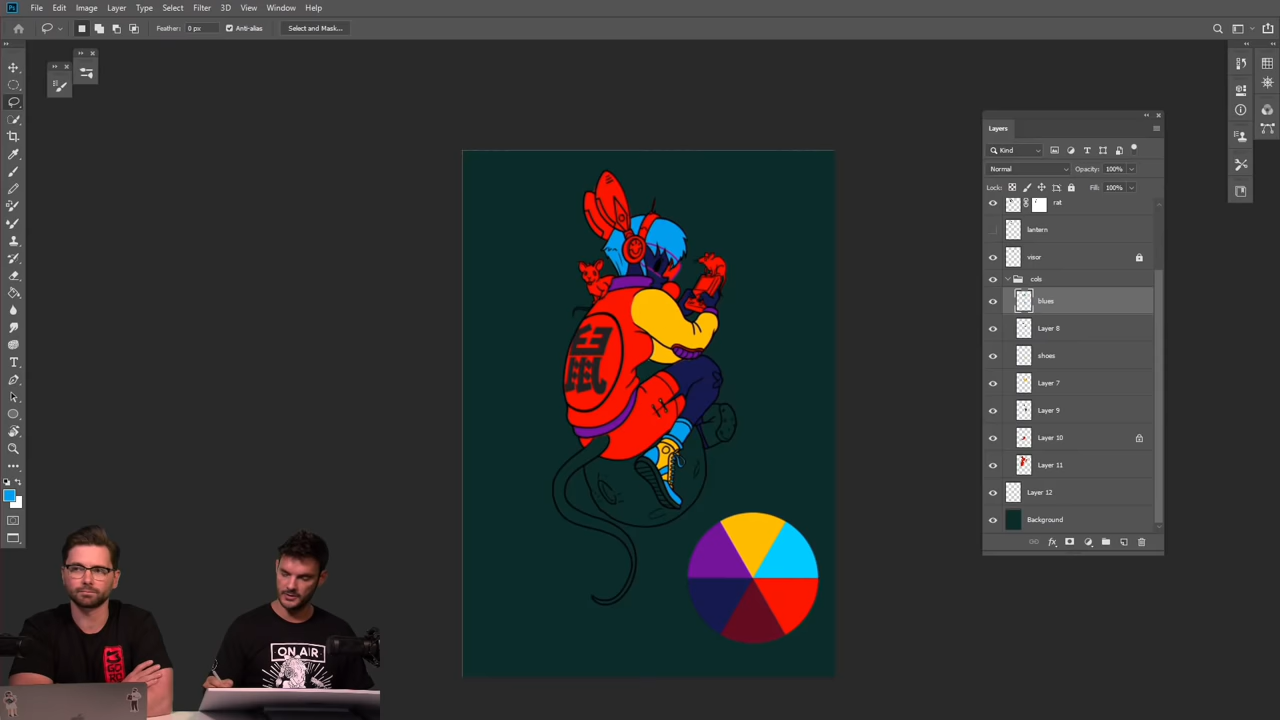 Ps File Edit Image Layer Type Select Filter 3D View Window Help
Feather: 0 px Anti-alias Select and Mask...
Layers
Kind
Normal Opacity: 100%
Lock: Fill: 100%
rat
lantern
visor
cols
blues
Layer 8
shoes
Layer 7
Layer 9
Layer 10
Layer 11
Layer 12
Background
鼠
ON AIR